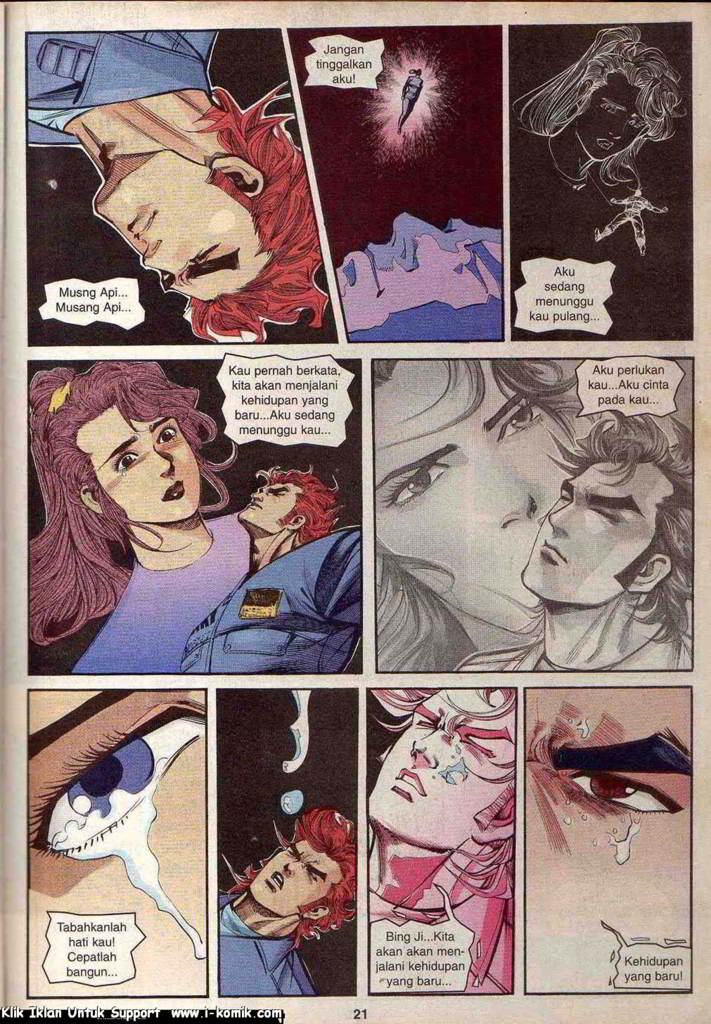 Musng Api...
Musang Api...
Jangan
tinggalkan
aku!
Aku
sedang
menunggu
kau pulang...
Kau pernah berkata,
kita akan menjalani
kehidupan yang
baru...Aku sedang
menunggu kau...
Aku perlukan
kau...Aku cinta
pada kau...
Tabahkanlah
hati kau!
Cepatlah
bangun...
Bing Ji...Kita
akan akan men-
jalani kehidupan
yang baru...
Kehidupan
yang baru!
Klik Iklan Untuk Support www.i-komik.com
21